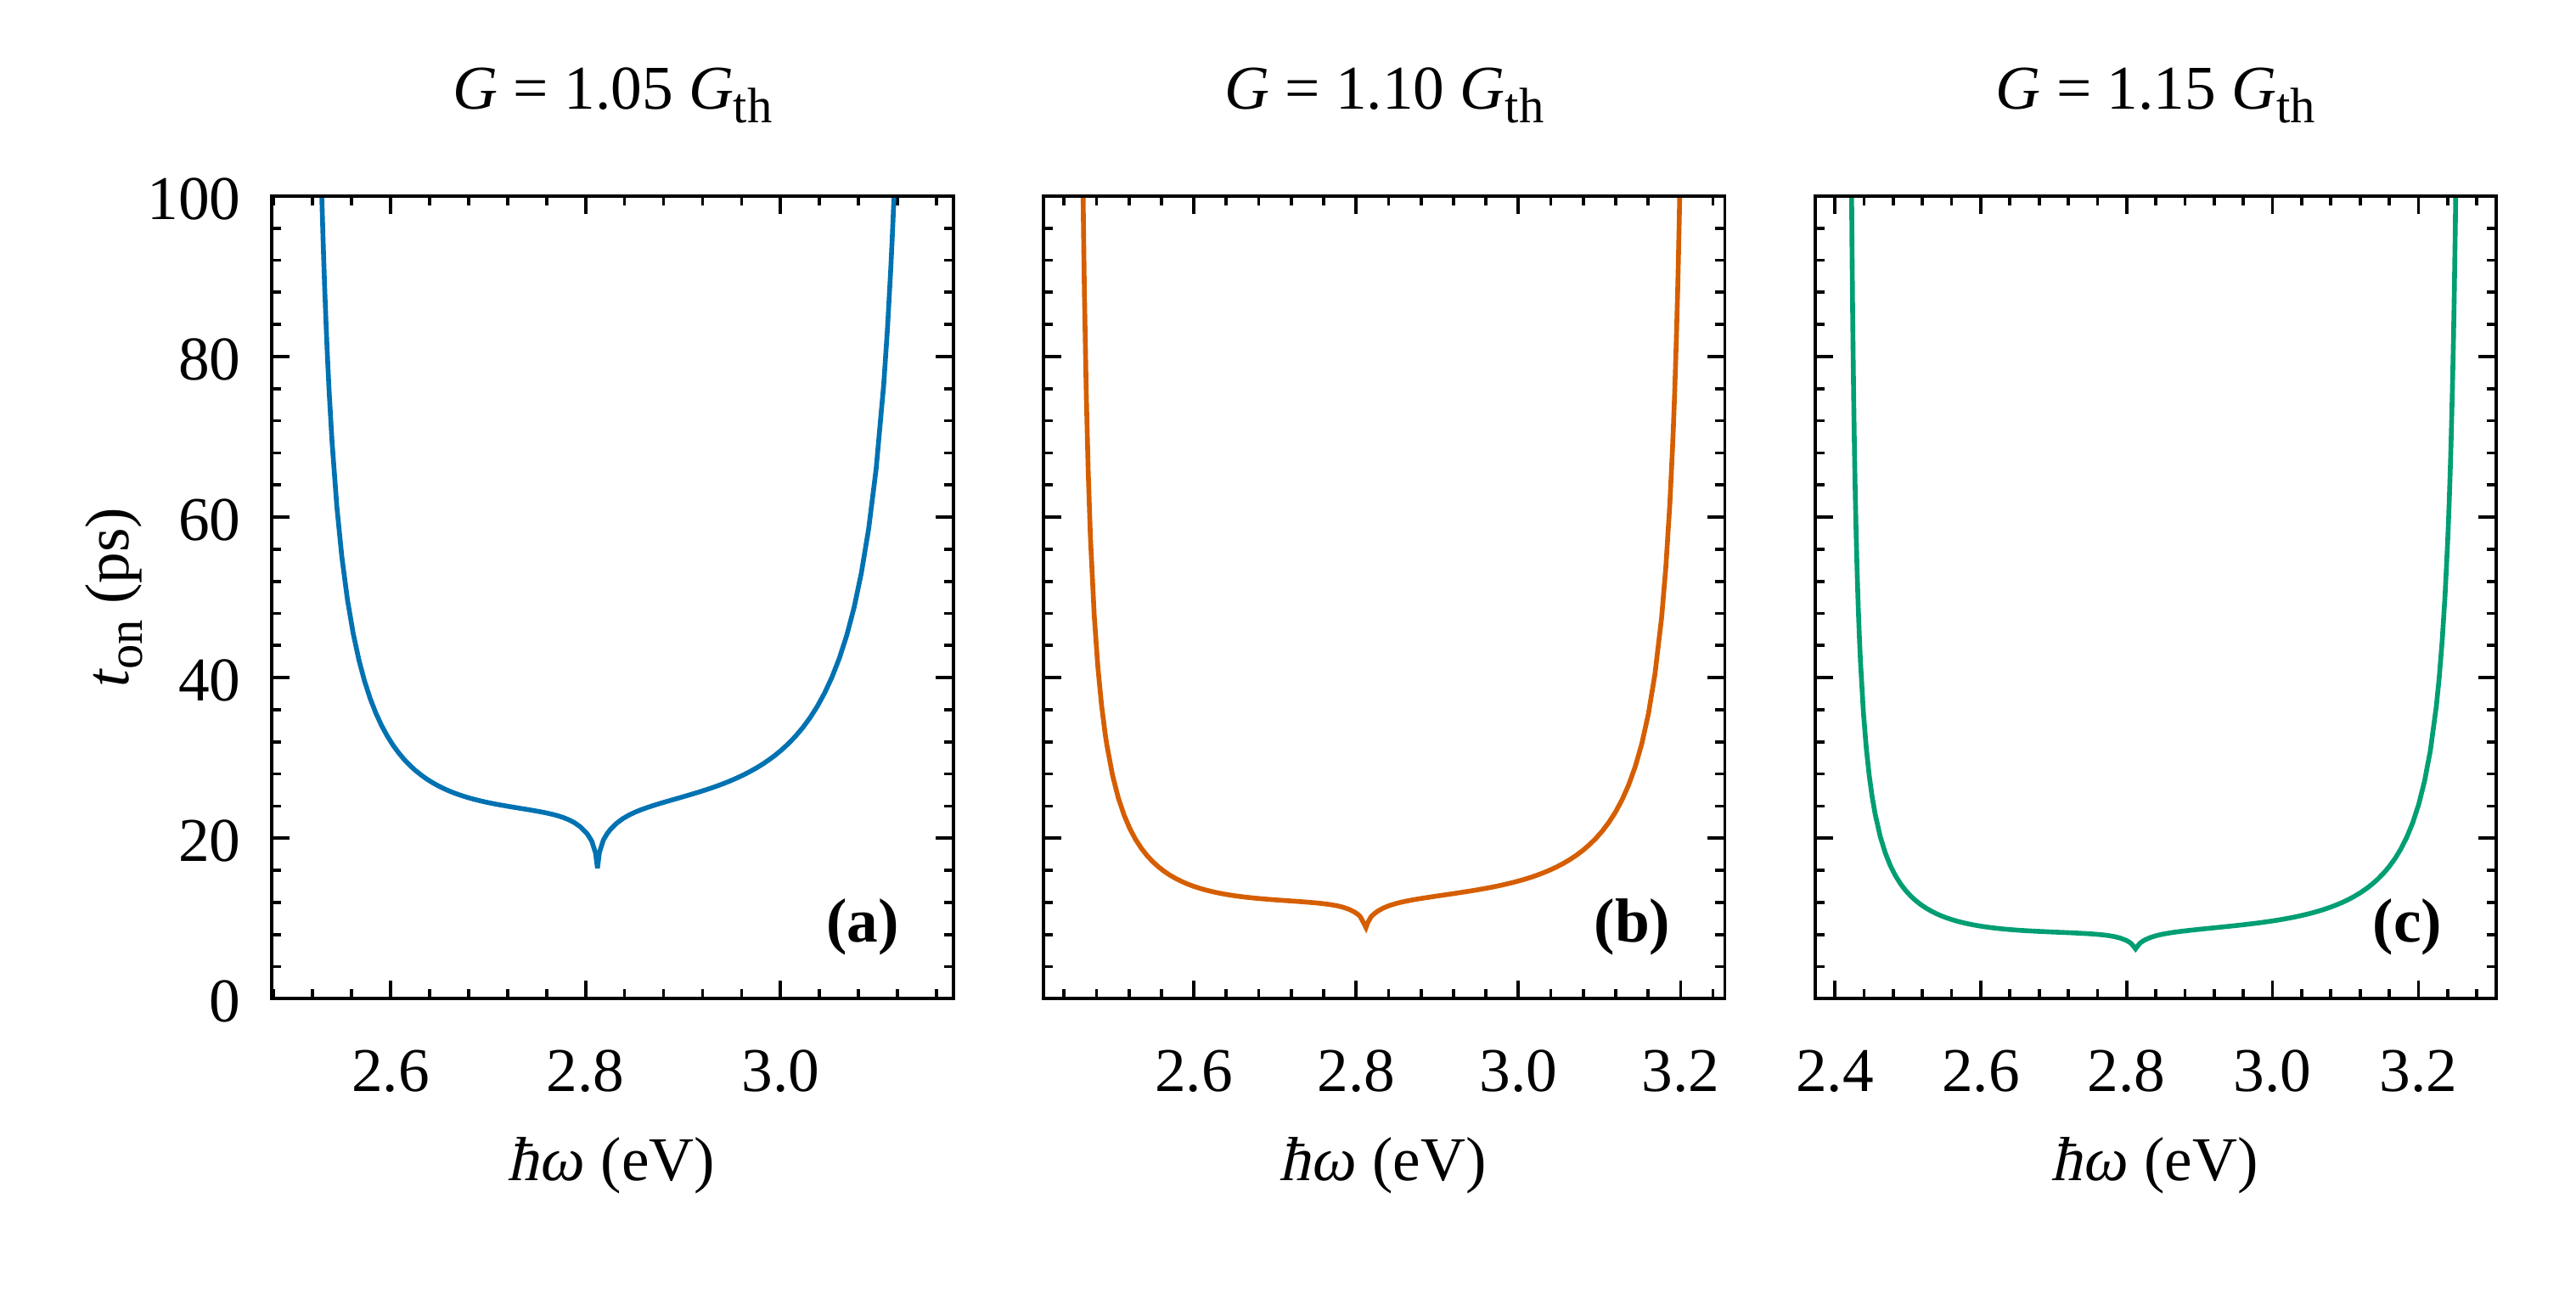 G = 1.05 Gth
G = 1.10 Gth
G = 1.15 Gth
ton (ps)
100
80
60
40
20
0
(a)
(b)
(c)
2.6 2.8 3.0
2.6 2.8 3.0 3.2
2.4 2.6 2.8 3.0 3.2
ħω (eV)
ħω (eV)
ħω (eV)